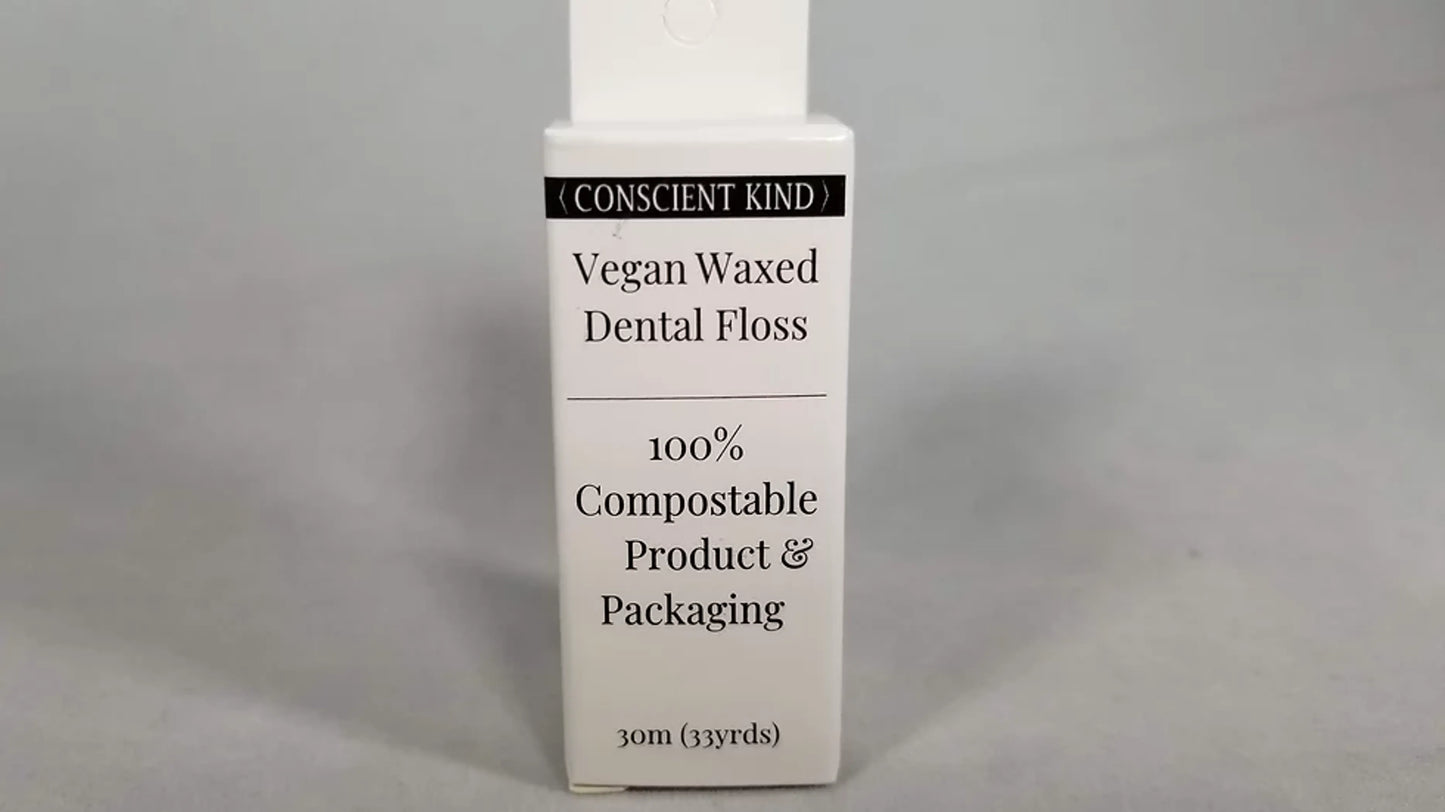 〈 CONSCIENT KIND 〉
Vegan Waxed
Dental Floss
100%
Compostable
Product &
Packaging
30m (33yrds)